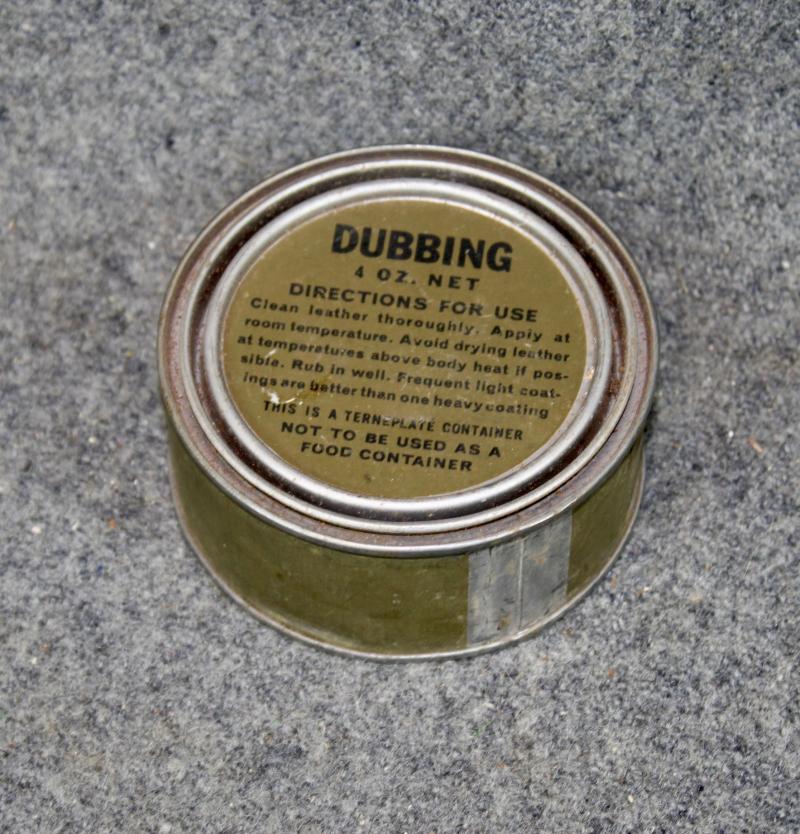 DUBBING
4 OZ. NET
DIRECTIONS FOR USE
Clean leather thoroughly. Apply at
room temperature. Avoid drying leather
at temperatures above body heat if pos-
sible. Rub in well. Frequent light coat-
ings are better than one heavy coating
THIS IS A TERNEPLATE CONTAINER
NOT TO BE USED AS A
FOOD CONTAINER